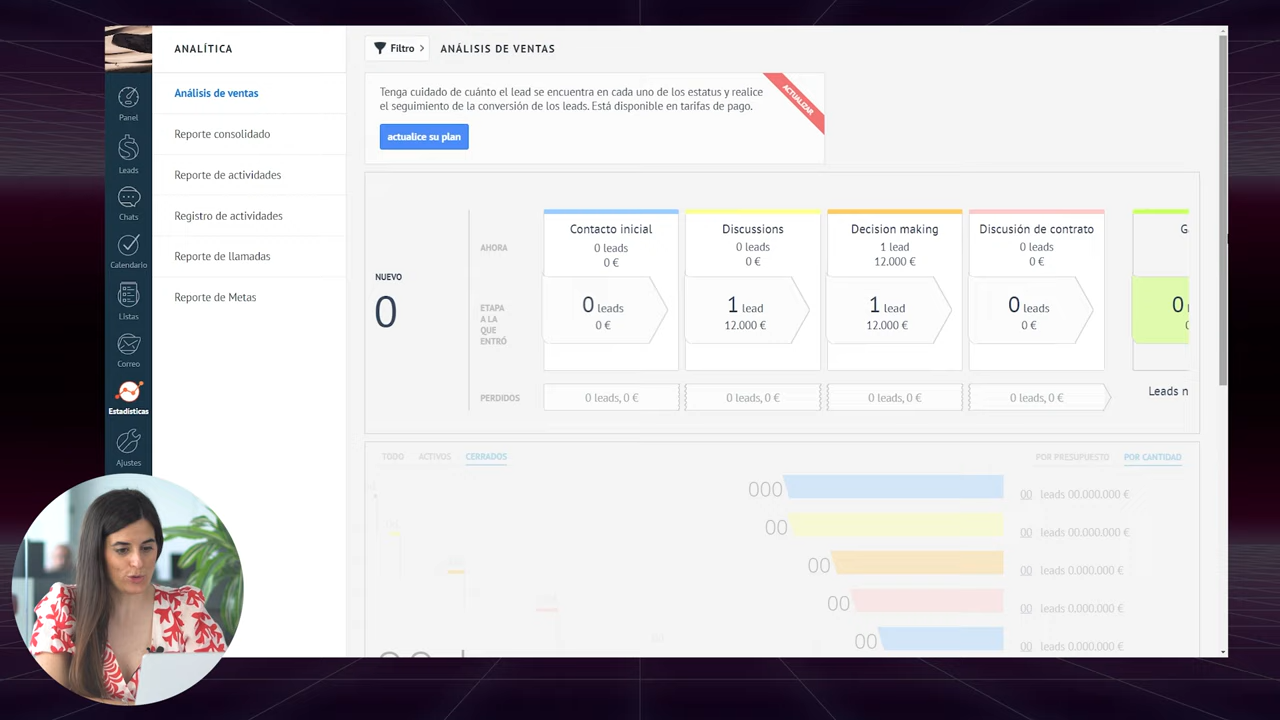 ANALÍTICA
Filtro
ANÁLISIS DE VENTAS
Panel
Leads
Chats
Calendario
Listas
Correo
Estadísticas
Ajustes
Análisis de ventas
Reporte consolidado
Reporte de actividades
Registro de actividades
Reporte de llamadas
Reporte de Metas
Tenga cuidado de cuánto el lead se encuentra en cada uno de los estatus y realice
el seguimiento de la conversión de los leads. Está disponible en tarifas de pago.
ACTUALIZAR
actualice su plan
NUEVO
0
AHORA
ETAPA
A LA
QUE
ENTRÓ
PERDIDOS
Contacto inicial
0 leads
0 €
0 leads
0 €
0 leads, 0 €
Discussions
0 leads
0 €
1 lead
12.000 €
0 leads, 0 €
Decision making
1 lead
12.000 €
1 lead
12.000 €
0 leads, 0 €
Discusión de contrato
0 leads
0 €
0 leads
0 €
0 leads, 0 €
G
0
Leads n
TODO ACTIVOS CERRADOS
POR PRESUPUESTO POR CANTIDAD
000 00 leads 00.000.000 €
00 00 leads 00.000.000 €
00 00 leads 0.000.000 €
00 00 leads 0.000.000 €
00 00 leads 0.000.000 €